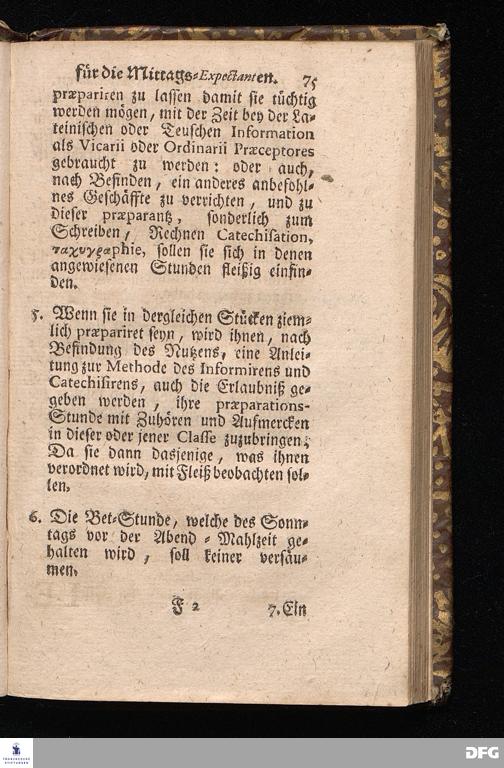 für die Mittags-Expectanten. 75
præpariren zu lassen damit sie tüchtig
werden mögen, mit der Zeit bey der La-
teinischen oder Teuschen Information
als Vicarii oder Ordinarii Præceptores
gebraucht zu werden: oder auch,
nach Befinden, ein anderes anbefohl-
nes Geschäffte zu verrichten, und zu
dieser præparantz, sonderlich zum
Schreiben, Rechnen Catechisation,
ταχυγραphie, sollen sie sich in denen
angewiesenen Stunden fleißig einfin-
den.
5. Wenn sie in dergleichen Stücken ziem-
lich præpariret seyn, wird ihnen, nach
Befindung des Nutzens, eine Anlei-
tung zur Methode des Informirens und
Catechisirens, auch die Erlaubniß ge-
geben werden, ihre præparations-
Stunde mit Zuhören und Aufmercken
in dieser oder jener Classe zuzubringen;
Da sie dann dasjenige, was ihnen
verordnet wird, mit Fleiß beobachten sol-
len.
6. Die Bet-Stunde, welche des Sonn-
tags vor der Abend-Mahlzeit ge-
halten wird, soll keiner versäu-
men.
F 2 7. Ein
FRANCKESCHE
STIFTUNGEN
DFG